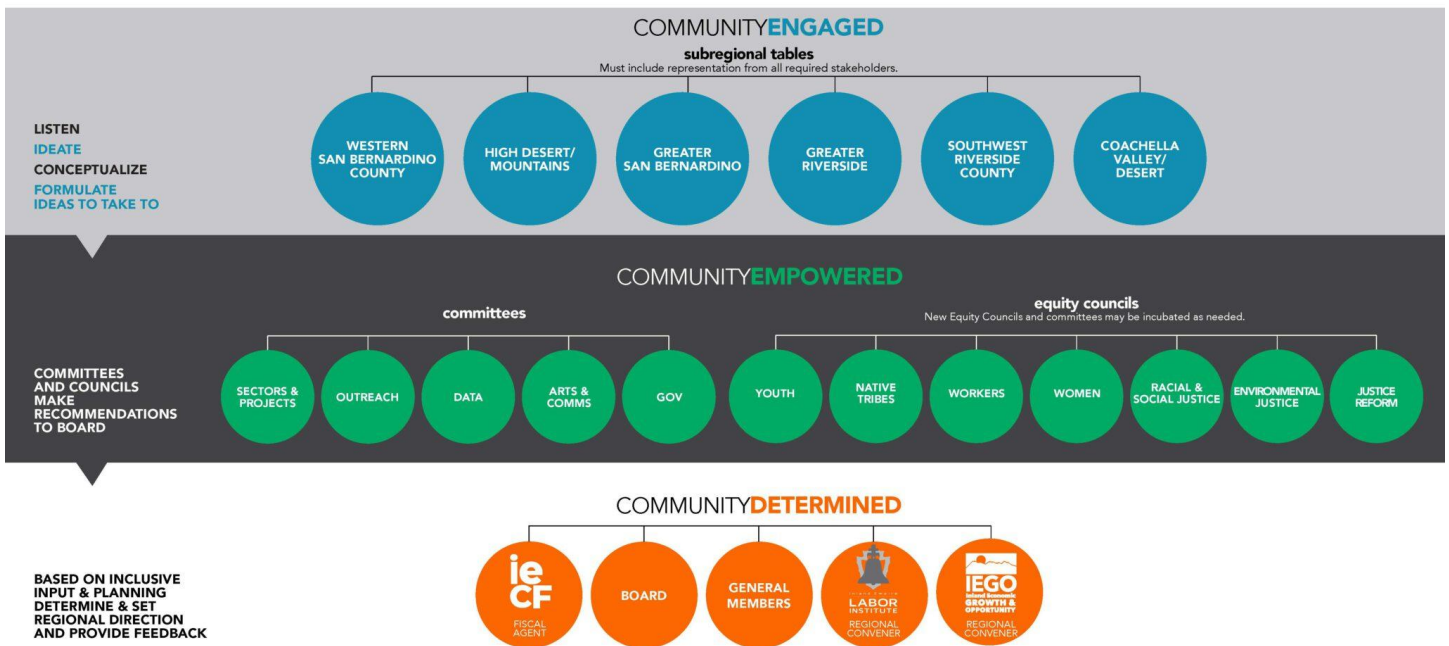 COMMUNITYENGAGED
subregional tables
Must include representation from all required stakeholders.
LISTEN
IDEATE
CONCEPTUALIZE
FORMULATE
IDEAS TO TAKE TO
WESTERN
SAN BERNARDINO
COUNTY
HIGH DESERT/
MOUNTAINS
GREATER
SAN BERNARDINO
GREATER
RIVERSIDE
SOUTHWEST
RIVERSIDE
COUNTY
COACHELLA
VALLEY/
DESERT
COMMUNITYEMPOWERED
committees
equity councils
New Equity Councils and committees may be incubated as needed.
COMMITTEES
AND COUNCILS
MAKE
RECOMMENDATIONS
TO BOARD
SECTORS &
PROJECTS
OUTREACH
DATA
ARTS &
COMMS
GOV
YOUTH
NATIVE
TRIBES
WORKERS
WOMEN
RACIAL &
SOCIAL JUSTICE
ENVIRONMENTAL
JUSTICE
JUSTICE
REFORM
COMMUNITYDETERMINED
BASED ON INCLUSIVE
INPUT & PLANNING
DETERMINE & SET
REGIONAL DIRECTION
AND PROVIDE FEEDBACK
ie
CF
FISCAL
AGENT
BOARD
GENERAL
MEMBERS
LABOR
INSTITUTE
REGIONAL
CONVENER
IEGO
Inland Economic
GROWTH &
OPPORTUNITY
REGIONAL
CONVENER